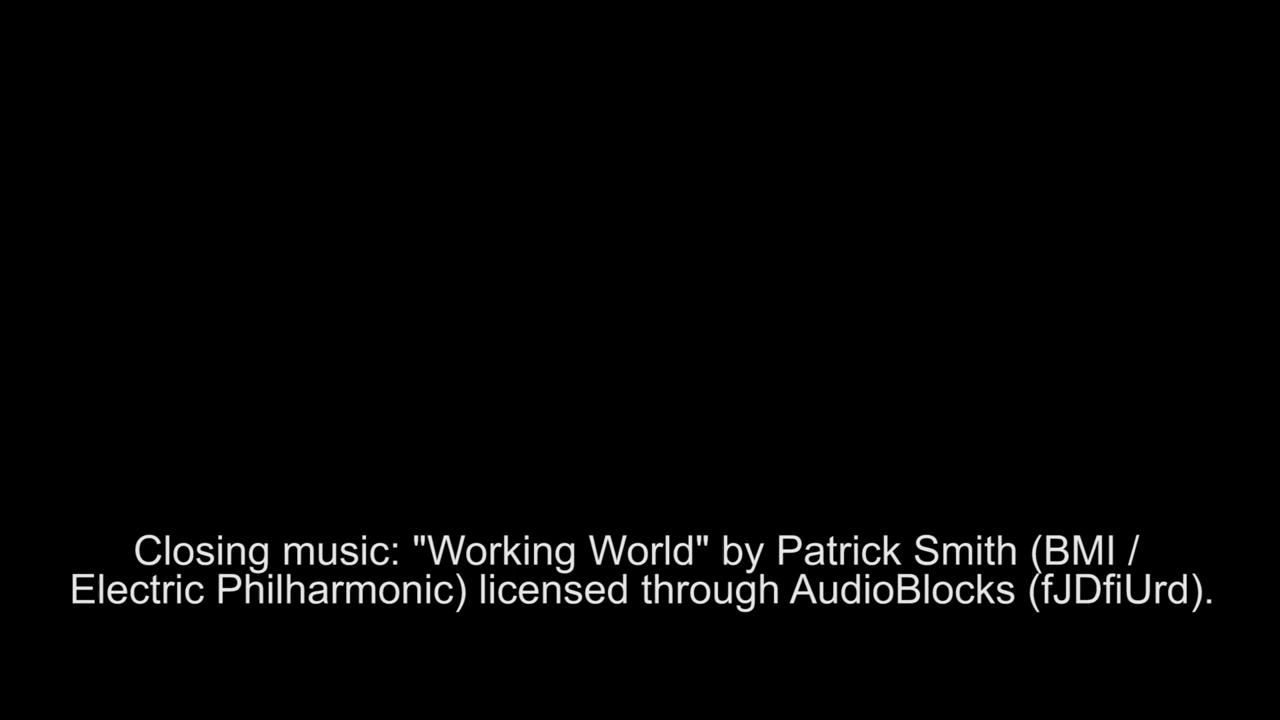 Closing music: "Working World" by Patrick Smith (BMI /
Electric Philharmonic) licensed through AudioBlocks (fJDfiUrd).